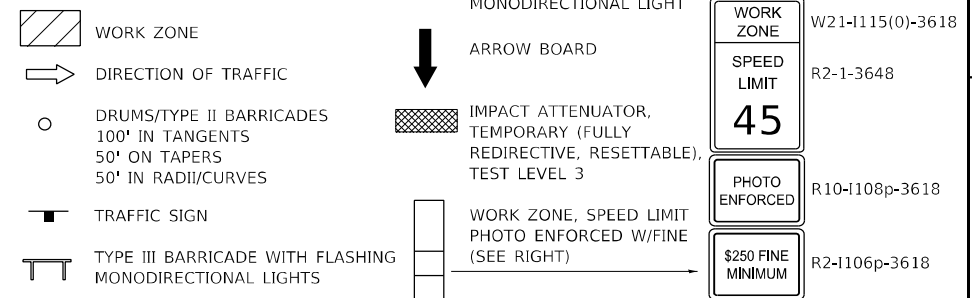 WORK ZONE
DIRECTION OF TRAFFIC
DRUMS/TYPE II BARRICADES
100' IN TANGENTS
50' ON TAPERS
50' IN RADII/CURVES
TRAFFIC SIGN
TYPE III BARRICADE WITH FLASHING
MONODIRECTIONAL LIGHTS
MONODIRECTIONAL LIGHT
ARROW BOARD
IMPACT ATTENUATOR,
TEMPORARY (FULLY
REDIRECTIVE, RESETTABLE),
TEST LEVEL 3
WORK ZONE, SPEED LIMIT
PHOTO ENFORCED W/FINE
(SEE RIGHT)
WORK
ZONE
W21-I115(0)-3618
SPEED
LIMIT
45
R2-1-3648
PHOTO
ENFORCED
R10-I108p-3618
$250 FINE
MINIMUM
R2-I106p-3618